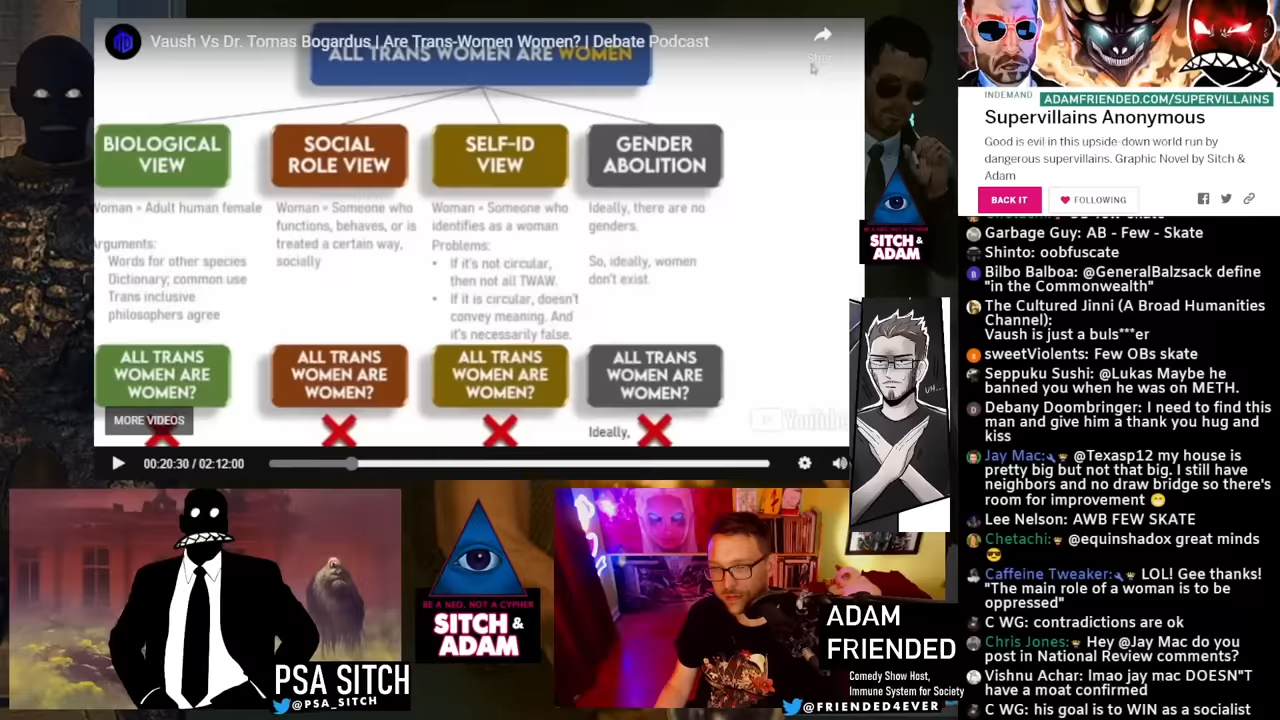 Vaush Vs Dr. Tomas Bogardus | Are Trans-Women Women? | Debate Podcast
ALL TRANS WOMEN ARE WOMEN
BIOLOGICAL
VIEW
Woman = Adult human female
Arguments:
Words for other species
Dictionary; common use
Trans inclusive
philosophers agree
ALL TRANS
WOMEN ARE
WOMEN?
SOCIAL
ROLE VIEW
Woman = Someone who
functions, behaves, or is
treated a certain way,
socially
ALL TRANS
WOMEN ARE
WOMEN?
SELF-ID
VIEW
Woman = Someone who
identifies as a woman
Problems:
• If it's not circular,
then not all TWAW.
• If it is circular, doesn't
convey meaning. And
it's necessarily false.
ALL TRANS
WOMEN ARE
WOMEN?
GENDER
ABOLITION
Ideally, there are no
genders.
So, ideally, women
don't exist
ALL TRANS
WOMEN ARE
WOMEN?
Ideally,
MORE VIDEOS
YouTube
00:20:30 / 02:12:00
BE A NEO, NOT A CYPHER
SITCH &
ADAM
UH...
PSA SITCH
@PSA_SITCH
BE A NEO, NOT A CYPHER
SITCH &
ADAM
ADAM
FRIENDED
Comedy Show Host,
Immune System for Society
@FRIENDED4EVER
INDEMAND
ADAMFRIENDED.COM/SUPERVILLAINS
Supervillains Anonymous
Good is evil in this upside-down world run by
dangerous supervillains. Graphic Novel by Sitch &
Adam
BACK IT
FOLLOWING
Garbage Guy: AB - Few - Skate
Shinto: oobfuscate
Bilbo Balboa: @GeneralBalzsack define
"in the Commonwealth"
The Cultured Jinni (A Broad Humanities
Channel):
Vaush is just a buls***er
sweetViolents: Few OBs skate
Seppuku Sushi: @Lukas Maybe he
banned you when he was on METH.
Debany Doombringer: I need to find this
man and give him a thank you hug and
kiss
Jay Mac: @Texasp12 my house is
pretty big but not that big. I still have
neighbors and no draw bridge so there's
room for improvement 😁
Lee Nelson: AWB FEW SKATE
Chetachi: @equinshadox great minds
😎
Caffeine Tweaker: LOL! Gee thanks!
"The main role of a woman is to be
oppressed"
C WG: contradictions are ok
Chris Jones: Hey @Jay Mac do you
post in National Review comments?
Vishnu Achar: lmao jay mac DOESN"T
have a moat confirmed
C WG: his goal is to WIN as a socialist